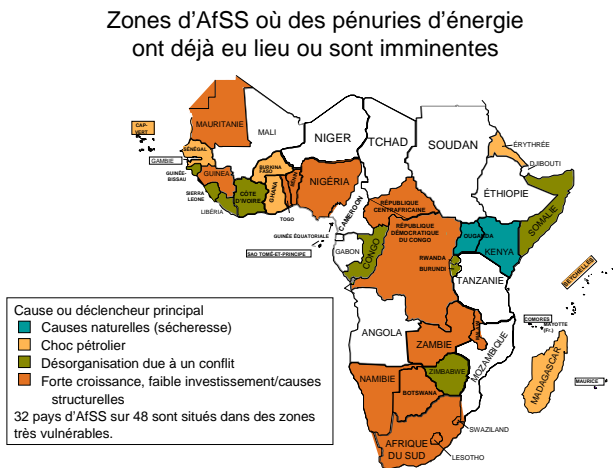 Zones d'AfSS où des pénuries d'énergie
ont déjà eu lieu ou sont imminentes
MAURITANIE
MALI
NIGER
TCHAD
SOUDAN
CAP-
VERT
ÉRYTHRÉE
SÉNÉGAL
GAMBIE
DJIBOUTI
GUINÉE-
BISSAU
GUINEA
BURKINA
FASO
BENIN
NIGÉRIA
ÉTHIOPIE
SIERRA
LEONE
CÔTE
D'IVOIRE
GHANA
LIBÉRIA
TOGO
CAMEROON
RÉPUBLIQUE
CENTRAFRICAINE
SOMALIE
GUINÉE ÉQUATORIALE
RÉPUBLIQUE
DÉMOCRATIQUE
DU CONGO
OUGANDA
KENYA
SAO TOMÉ-ET-PRINCIPE
GABON
CONGO
RWANDA
BURUNDI
SEYCHELLES
TANZANIE
COMORES
MAYOTTE
(Fr.)
ANGOLA
ZAMBIE
MOZAMBIQUE
ZIMBABWE
MADAGASCAR
MAURICE
NAMIBIE
BOTSWANA
SWAZILAND
AFRIQUE
DU SUD
LESOTHO
Cause ou déclencheur principal
Causes naturelles (sécheresse)
Choc pétrolier
Désorganisation due à un conflit
Forte croissance, faible investissement/causes
structurelles
32 pays d'AfSS sur 48 sont situés dans des zones
très vulnérables.